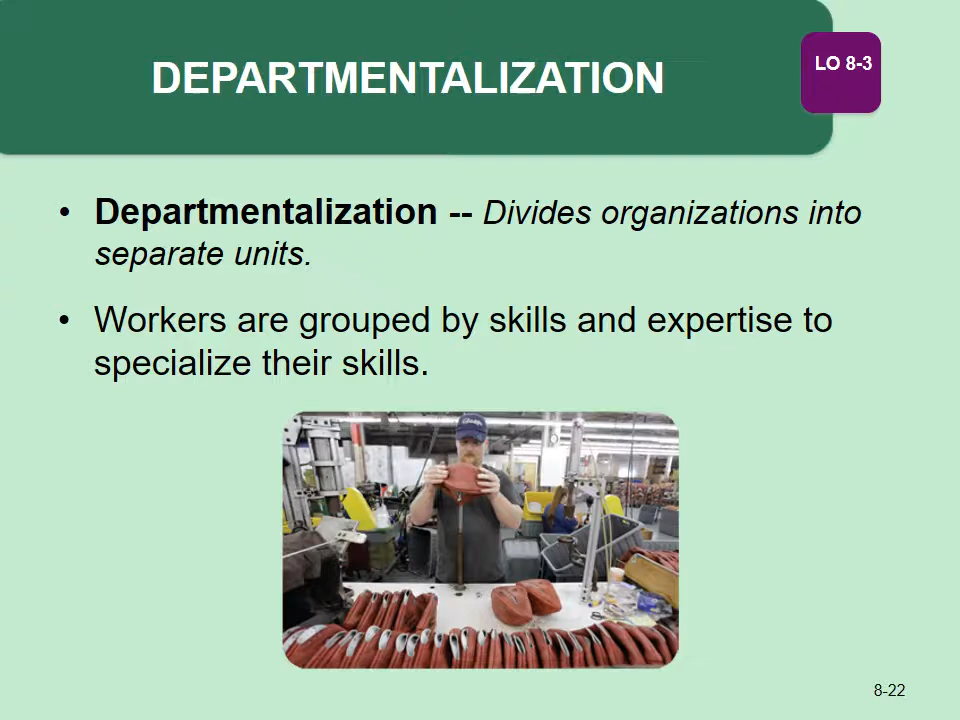 DEPARTMENTALIZATION
LO 8-3
• Departmentalization -- Divides organizations into
separate units.
• Workers are grouped by skills and expertise to
specialize their skills.
8-22